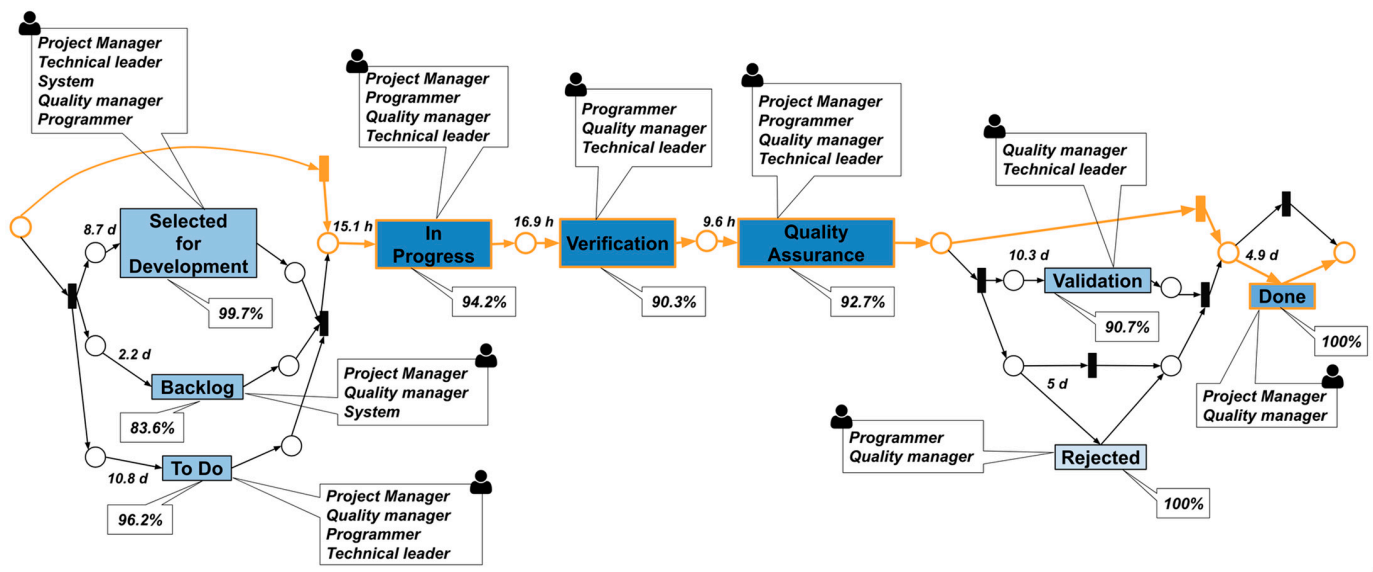 Project Manager
Technical leader
System
Quality manager
Programmer
8.7 d
Selected
for
Development
99.7%
2.2 d
Backlog
83.6%
Project Manager
Quality manager
System
10.8 d
To Do
96.2%
Project Manager
Quality manager
Programmer
Technical leader
15.1 h
Project Manager
Programmer
Quality manager
Technical leader
In
Progress
94.2%
16.9 h
Programmer
Quality manager
Technical leader
Verification
90.3%
9.6 h
Project Manager
Programmer
Quality manager
Technical leader
Quality
Assurance
92.7%
Quality manager
Technical leader
10.3 d
Validation
90.7%
5 d
Programmer
Quality manager
Rejected
100%
4.9 d
Done
100%
Project Manager
Quality manager